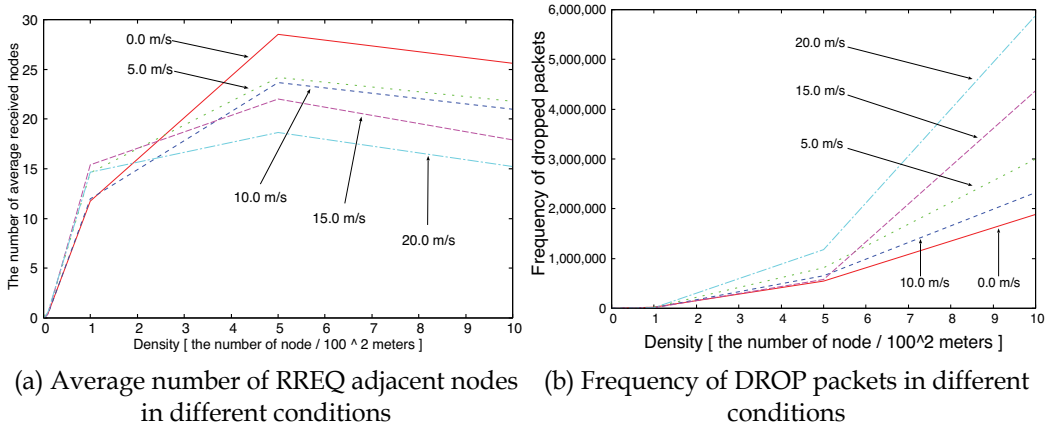 The number of average received nodes
30
25
20
15
10
5
0
0 1 2 3 4 5 6 7 8 9 10
Density [ the number of node / 100 ^ 2 meters ]
0.0 m/s
5.0 m/s
10.0 m/s
15.0 m/s
20.0 m/s
(a) Average number of RREQ adjacent nodes
in different conditions
Frequency of dropped packets
6,000,000
5,000,000
4,000,000
3,000,000
2,000,000
1,000,000
0
0 1 2 3 4 5 6 7 8 9 10
Density [ the number of node / 100^2 meters ]
20.0 m/s
15.0 m/s
5.0 m/s
10.0 m/s
0.0 m/s
(b) Frequency of DROP packets in different
conditions